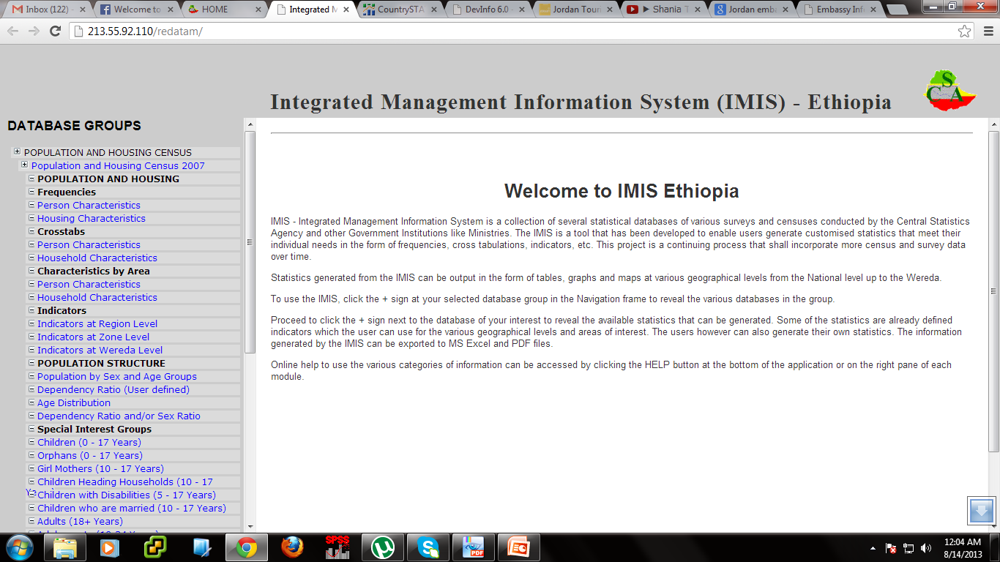 Inbox (122) -
Welcome to
HOME
Integrated M
CountrySTA
DevInfo 6.0
Jordan Tour
Shania T
Jordan emb
Embassy Inf
213.55.92.110/redatam/
Integrated Management Information System (IMIS) - Ethiopia
CSA
DATABASE GROUPS
POPULATION AND HOUSING CENSUS
Population and Housing Census 2007
POPULATION AND HOUSING
Frequencies
Person Characteristics
Housing Characteristics
Crosstabs
Person Characteristics
Household Characteristics
Characteristics by Area
Person Characteristics
Household Characteristics
Indicators
Indicators at Region Level
Indicators at Zone Level
Indicators at Wereda Level
POPULATION STRUCTURE
Population by Sex and Age Groups
Dependency Ratio (User defined)
Age Distribution
Dependency Ratio and/or Sex Ratio
Special Interest Groups
Children (0 - 17 Years)
Orphans (0 - 17 Years)
Girl Mothers (10 - 17 Years)
Children Heading Households (10 - 17
Children with Disabilities (5 - 17 Years)
Children who are married (10 - 17 Years)
Adults (18+ Years)
Welcome to IMIS Ethiopia
IMIS - Integrated Management Information System is a collection of several statistical databases of various surveys and censuses conducted by the Central Statistics
Agency and other Government Institutions like Ministries. The IMIS is a tool that has been developed to enable users generate customised statistics that meet their
individual needs in the form of frequencies, cross tabulations, indicators, etc. This project is a continuing process that shall incorporate more census and survey data
over time.
Statistics generated from the IMIS can be output in the form of tables, graphs and maps at various geographical levels from the National level up to the Wereda.
To use the IMIS, click the + sign at your selected database group in the Navigation frame to reveal the various databases in the group.
Proceed to click the + sign next to the database of your interest to reveal the available statistics that can be generated. Some of the statistics are already defined
indicators which the user can use for the various geographical levels and areas of interest. The users however can also generate their own statistics. The information
generated by the IMIS can be exported to MS Excel and PDF files.
Online help to use the various categories of information can be accessed by clicking the HELP button at the bottom of the application or on the right pane of each
module.
SPSS
PDF
12:04 AM
8/14/2013